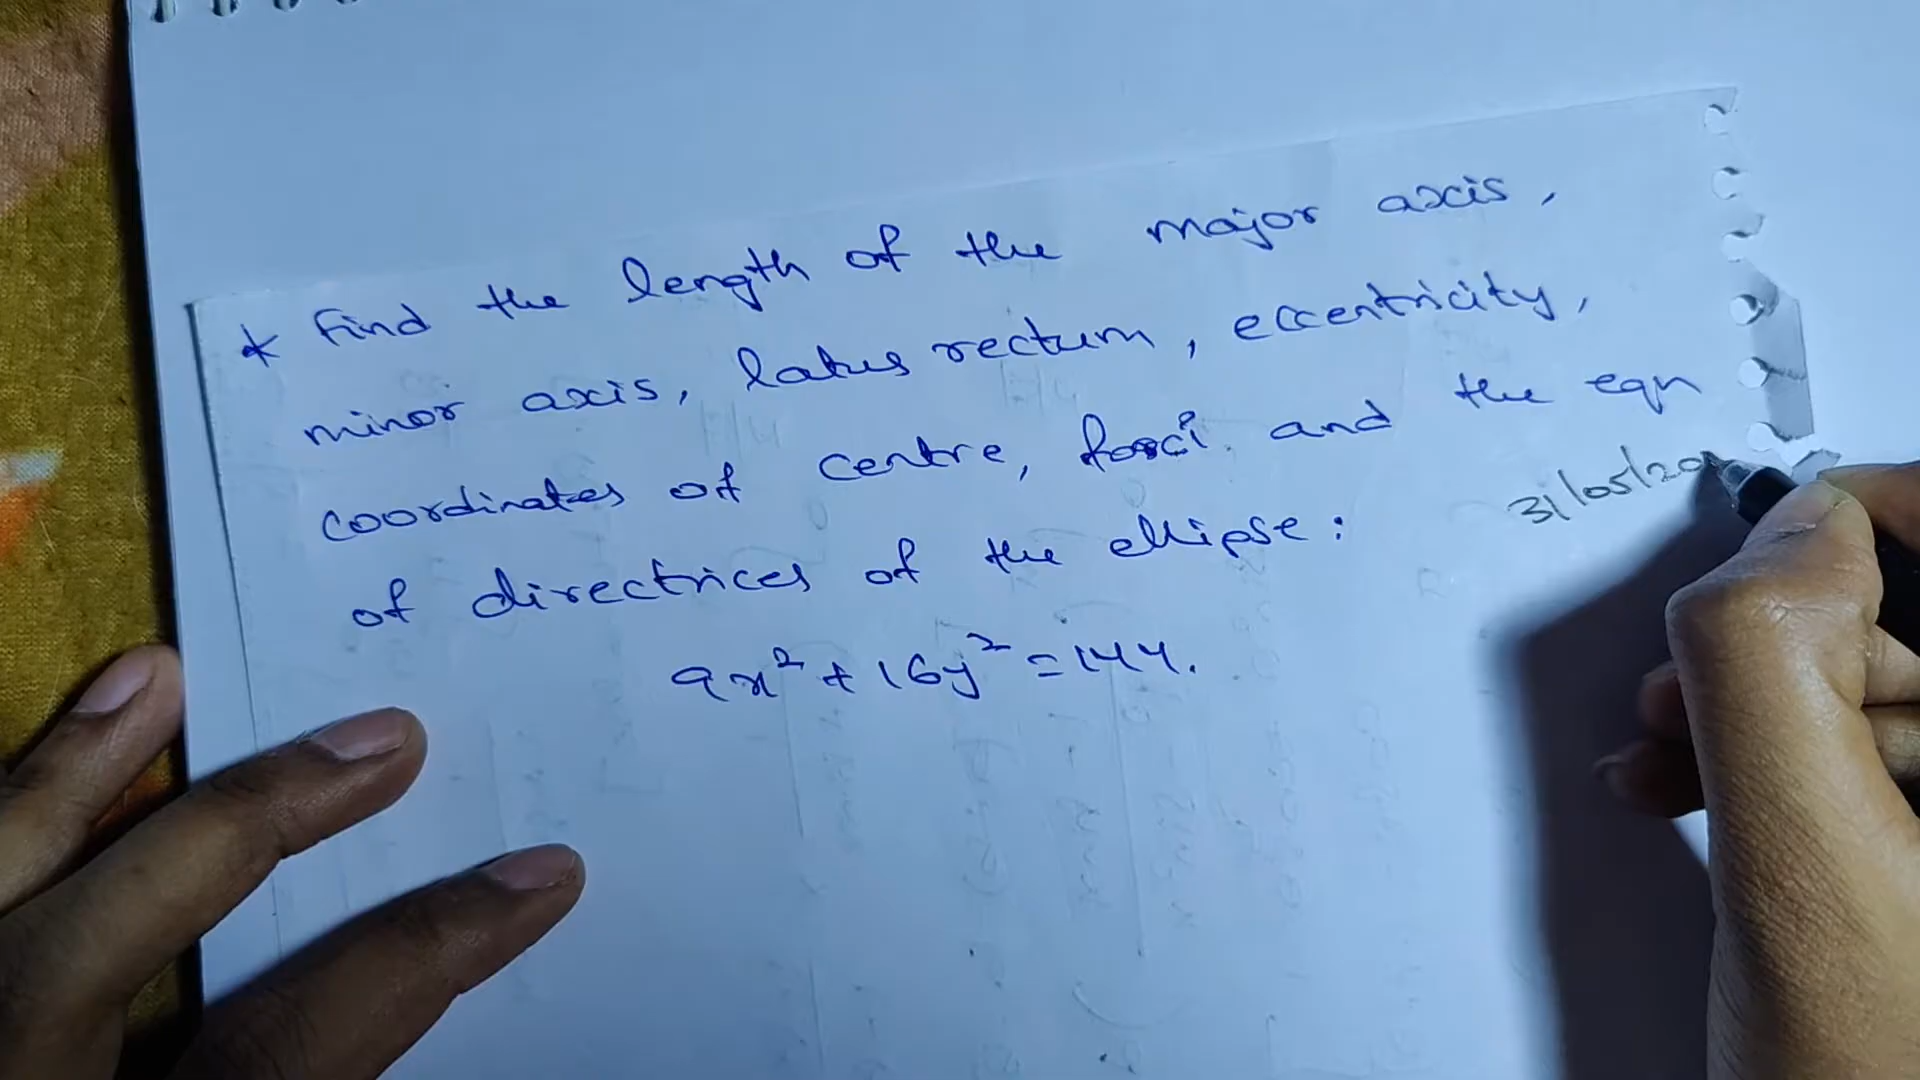 * Find the length of the major axis,
minor axis, latus rectum, eccentricity,
coordinates of centre, foci and the eqn
31/05/20
of directrices of the ellipse:
9x²+16y²=144.